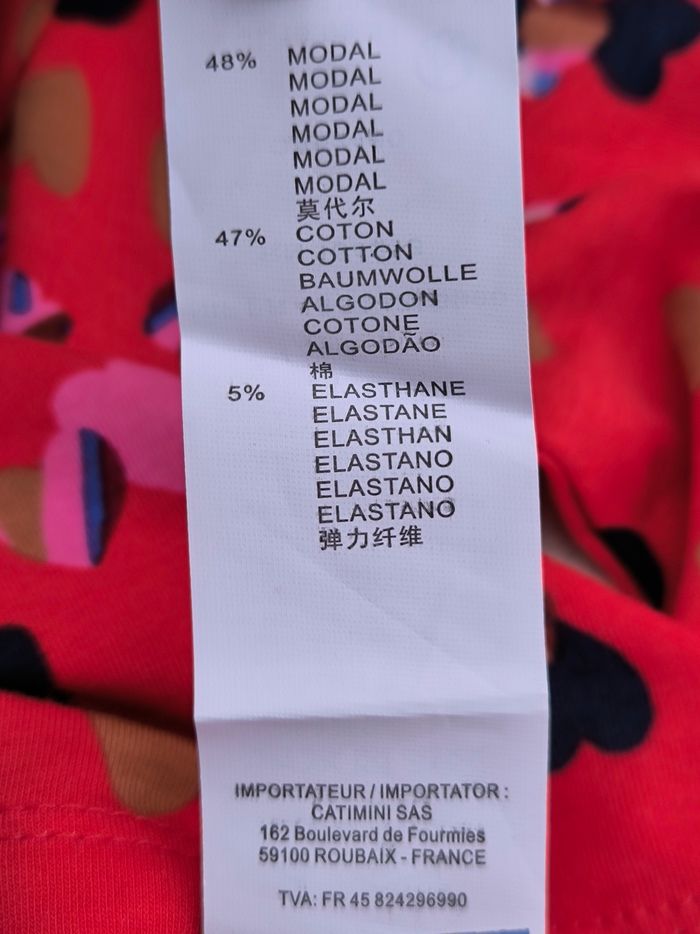 48% MODAL
MODAL
MODAL
MODAL
MODAL
MODAL
莫代尔
47% COTON
COTTON
BAUMWOLLE
ALGODON
COTONE
ALGODÃO
棉
5% ELASTHANE
ELASTANE
ELASTHAN
ELASTANO
ELASTANO
ELASTANO
弹力纤维
IMPORTATEUR / IMPORTATOR :
CATIMINI SAS
162 Boulevard de Fourmies
59100 ROUBAIX - FRANCE
TVA: FR 45 824296990